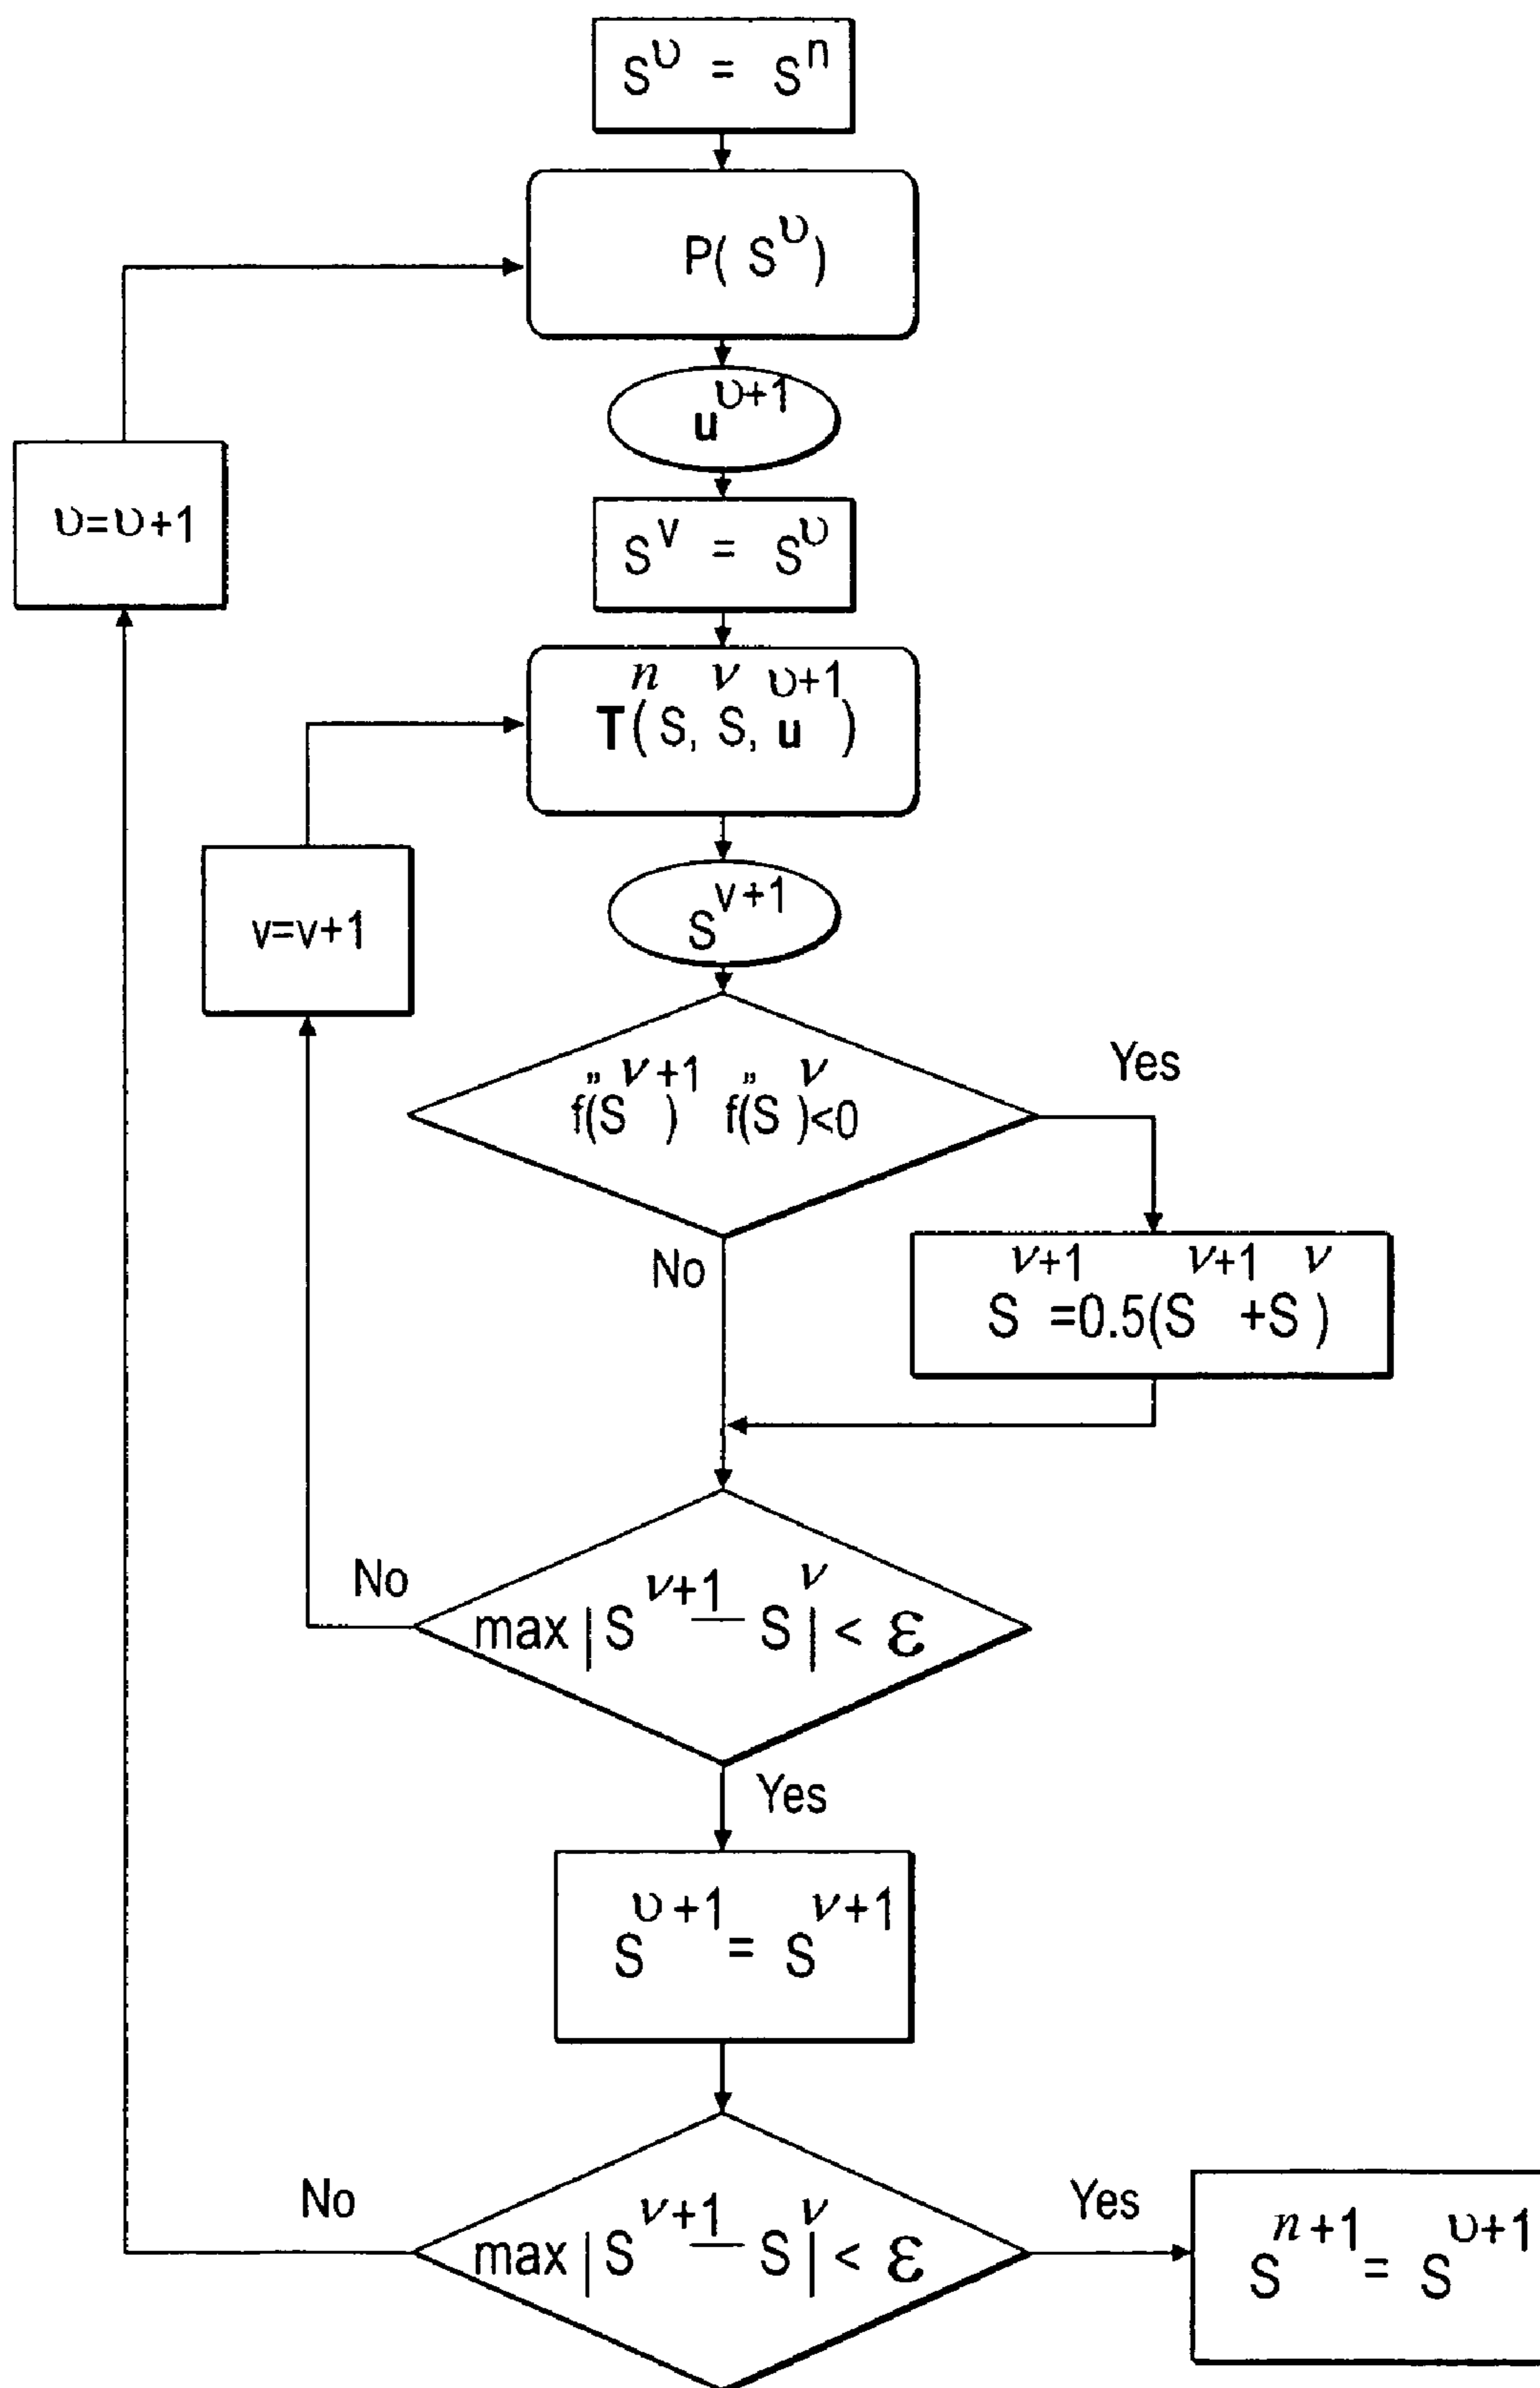 S^υ = S^n
P( S^υ)
u^υ+1
υ=υ+1
S^v = S^υ
n ν υ+1
T( S, S, u )
v=v+1
S^v+1
,, ν+1 ,, ν
f(S ) f(S )<0
Yes
No
ν+1 ν+1 ν
S =0.5(S +S )
No
max |S^ν+1 — S^ν| < ε
Yes
S^υ+1 = S^ν+1
No
max |S^ν+1 — S^ν| < ε
Yes
S^n+1 = S^υ+1